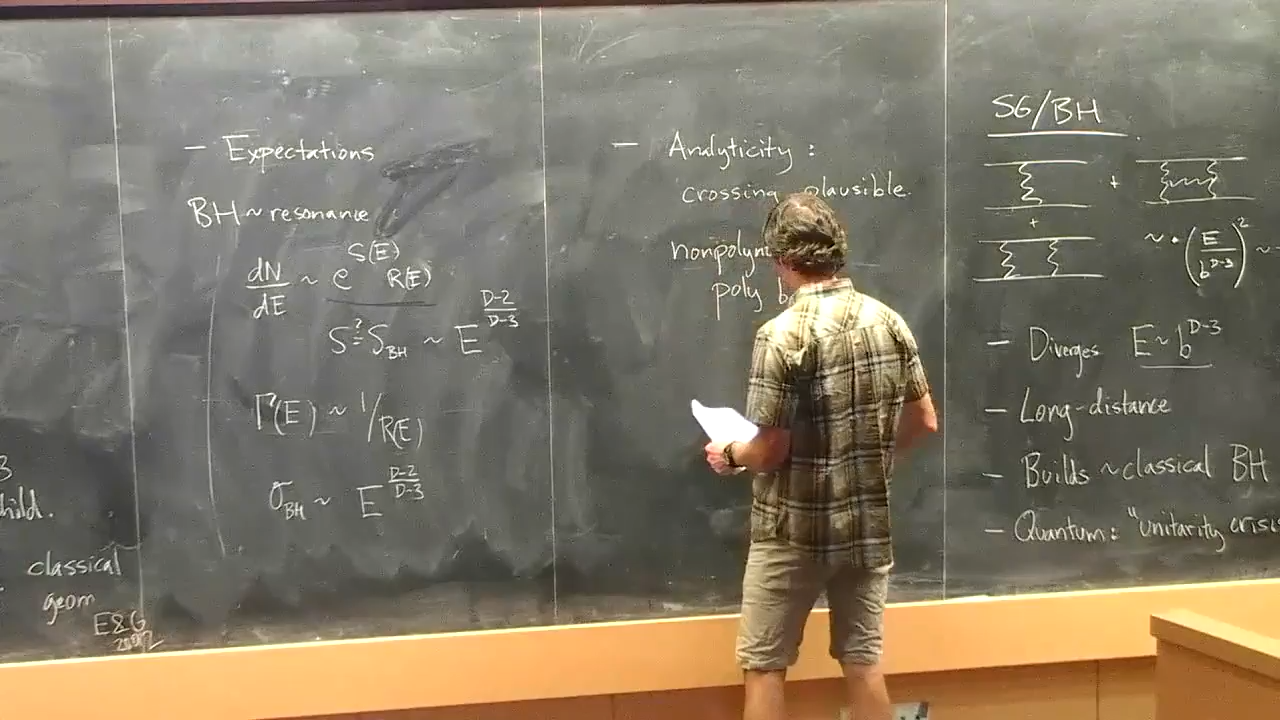 3
hild.
classical
geom
E&G
2002
- Expectations
BH ~ resonance
dN/dE ~ e^S(E) R(E)
S ≟ S_BH ~ E^(D-2/D-3)
Γ(E) ~ 1/R(E)
σ_BH ~ E^(D-2/D-3)
- Analyticity :
crossing plausible.
nonpolyn
poly b
SG/BH
+
+
~ · (E/b^D-3)^2 ~
- Diverges E ~ b^D-3
- Long-distance
- Builds ~classical BH
- Quantum: "unitarity crisis